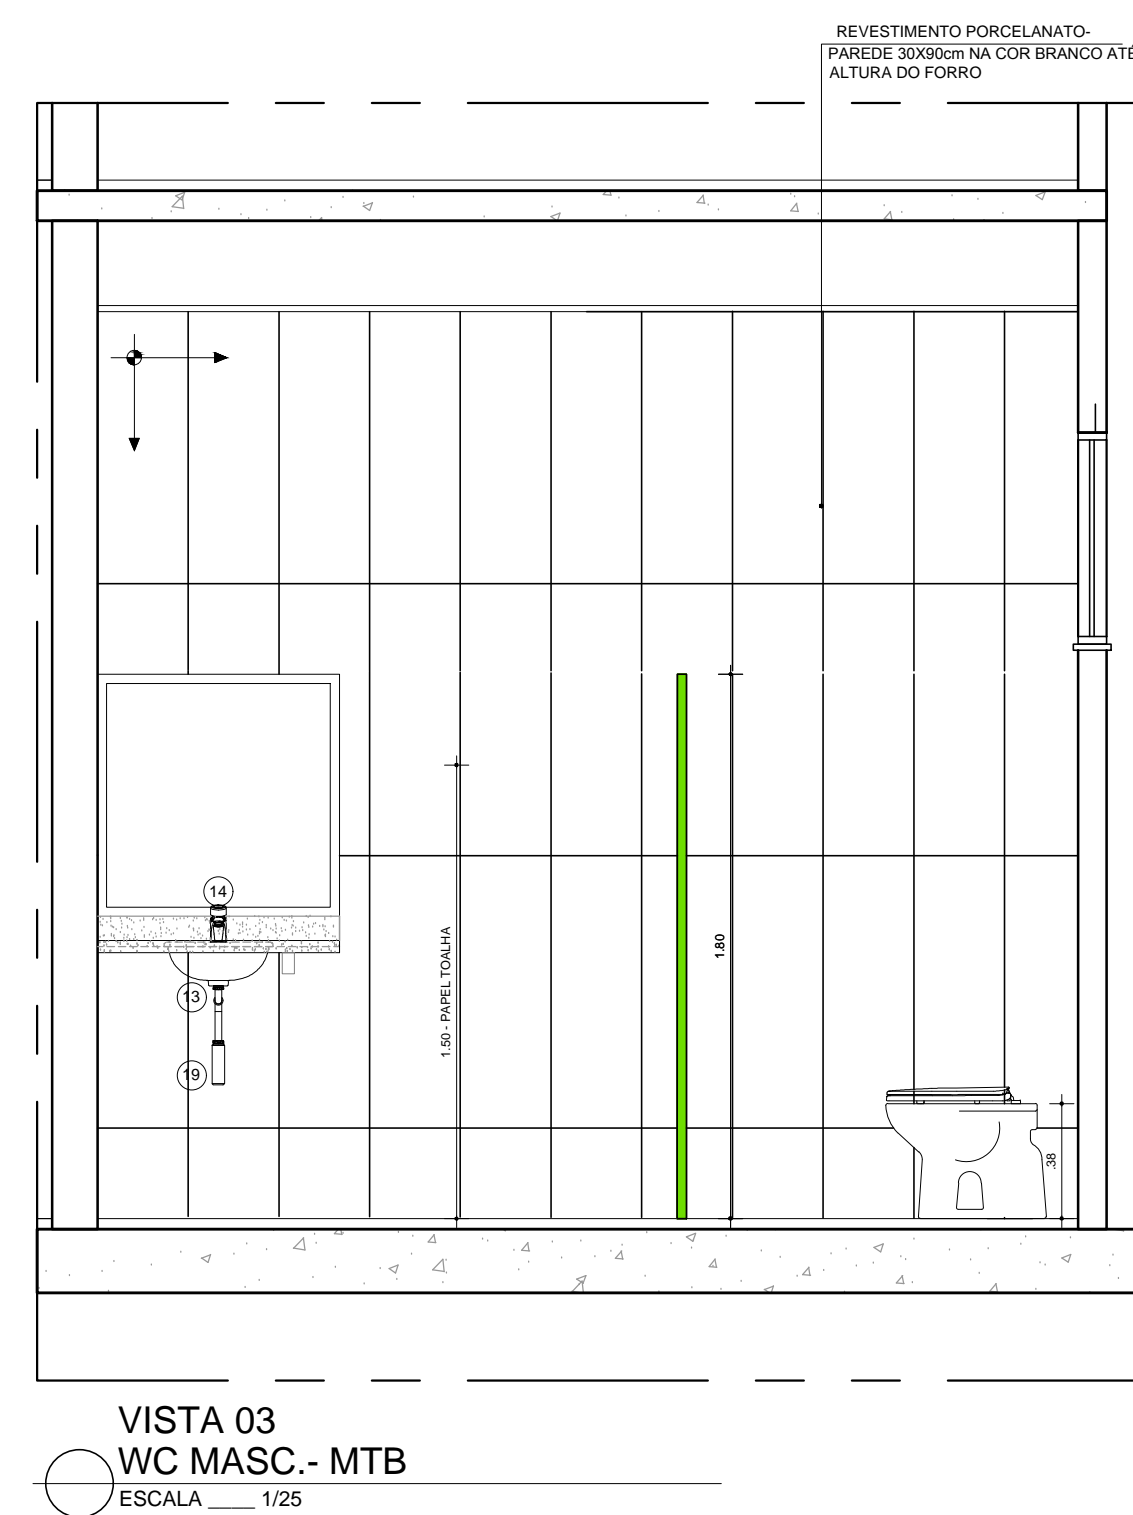 REVESTIMENTO PORCELANATO-
PAREDE 30X90cm NA COR BRANCO ATÉ
ALTURA DO FORRO
14
13
19
1.50 - PAPEL TOALHA
1.80
.38
VISTA 03
WC MASC.- MTB
ESCALA ____ 1/25